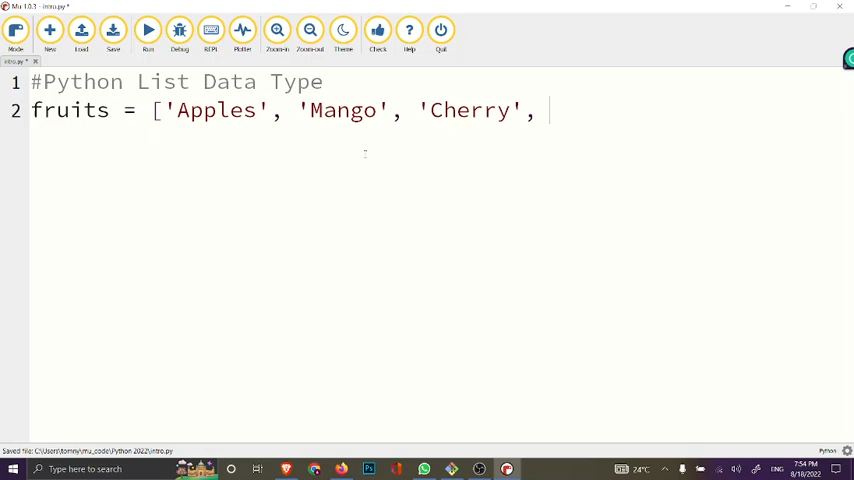 Mu 1.0.3 - intro.py *
Mode New Load Save Run Debug REPL Plotter Zoom-in Zoom-out Theme Check Help Quit
intro.py *
1 #Python List Data Type
2 fruits = ['Apples', 'Mango', 'Cherry',
Saved file: C:\Users\tommy\mu_code\Python 2022\intro.py
Python
Type here to search
Ps
24°C
ENG
7:54 PM
8/18/2022